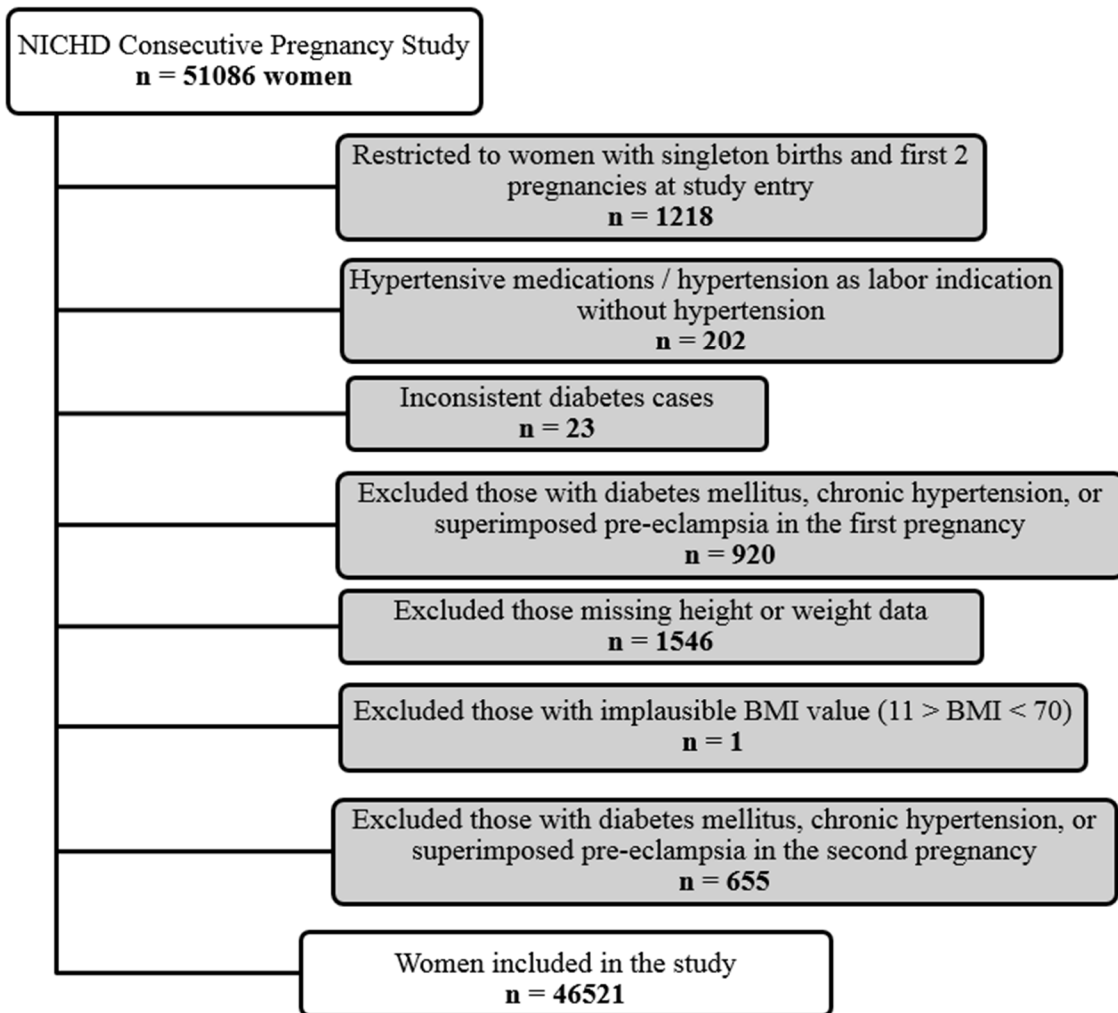 NICHD Consecutive Pregnancy Study
n = 51086 women
Restricted to women with singleton births and first 2
pregnancies at study entry
n = 1218
Hypertensive medications / hypertension as labor indication
without hypertension
n = 202
Inconsistent diabetes cases
n = 23
Excluded those with diabetes mellitus, chronic hypertension, or
superimposed pre-eclampsia in the first pregnancy
n = 920
Excluded those missing height or weight data
n = 1546
Excluded those with implausible BMI value (11 > BMI < 70)
n = 1
Excluded those with diabetes mellitus, chronic hypertension, or
superimposed pre-eclampsia in the second pregnancy
n = 655
Women included in the study
n = 46521